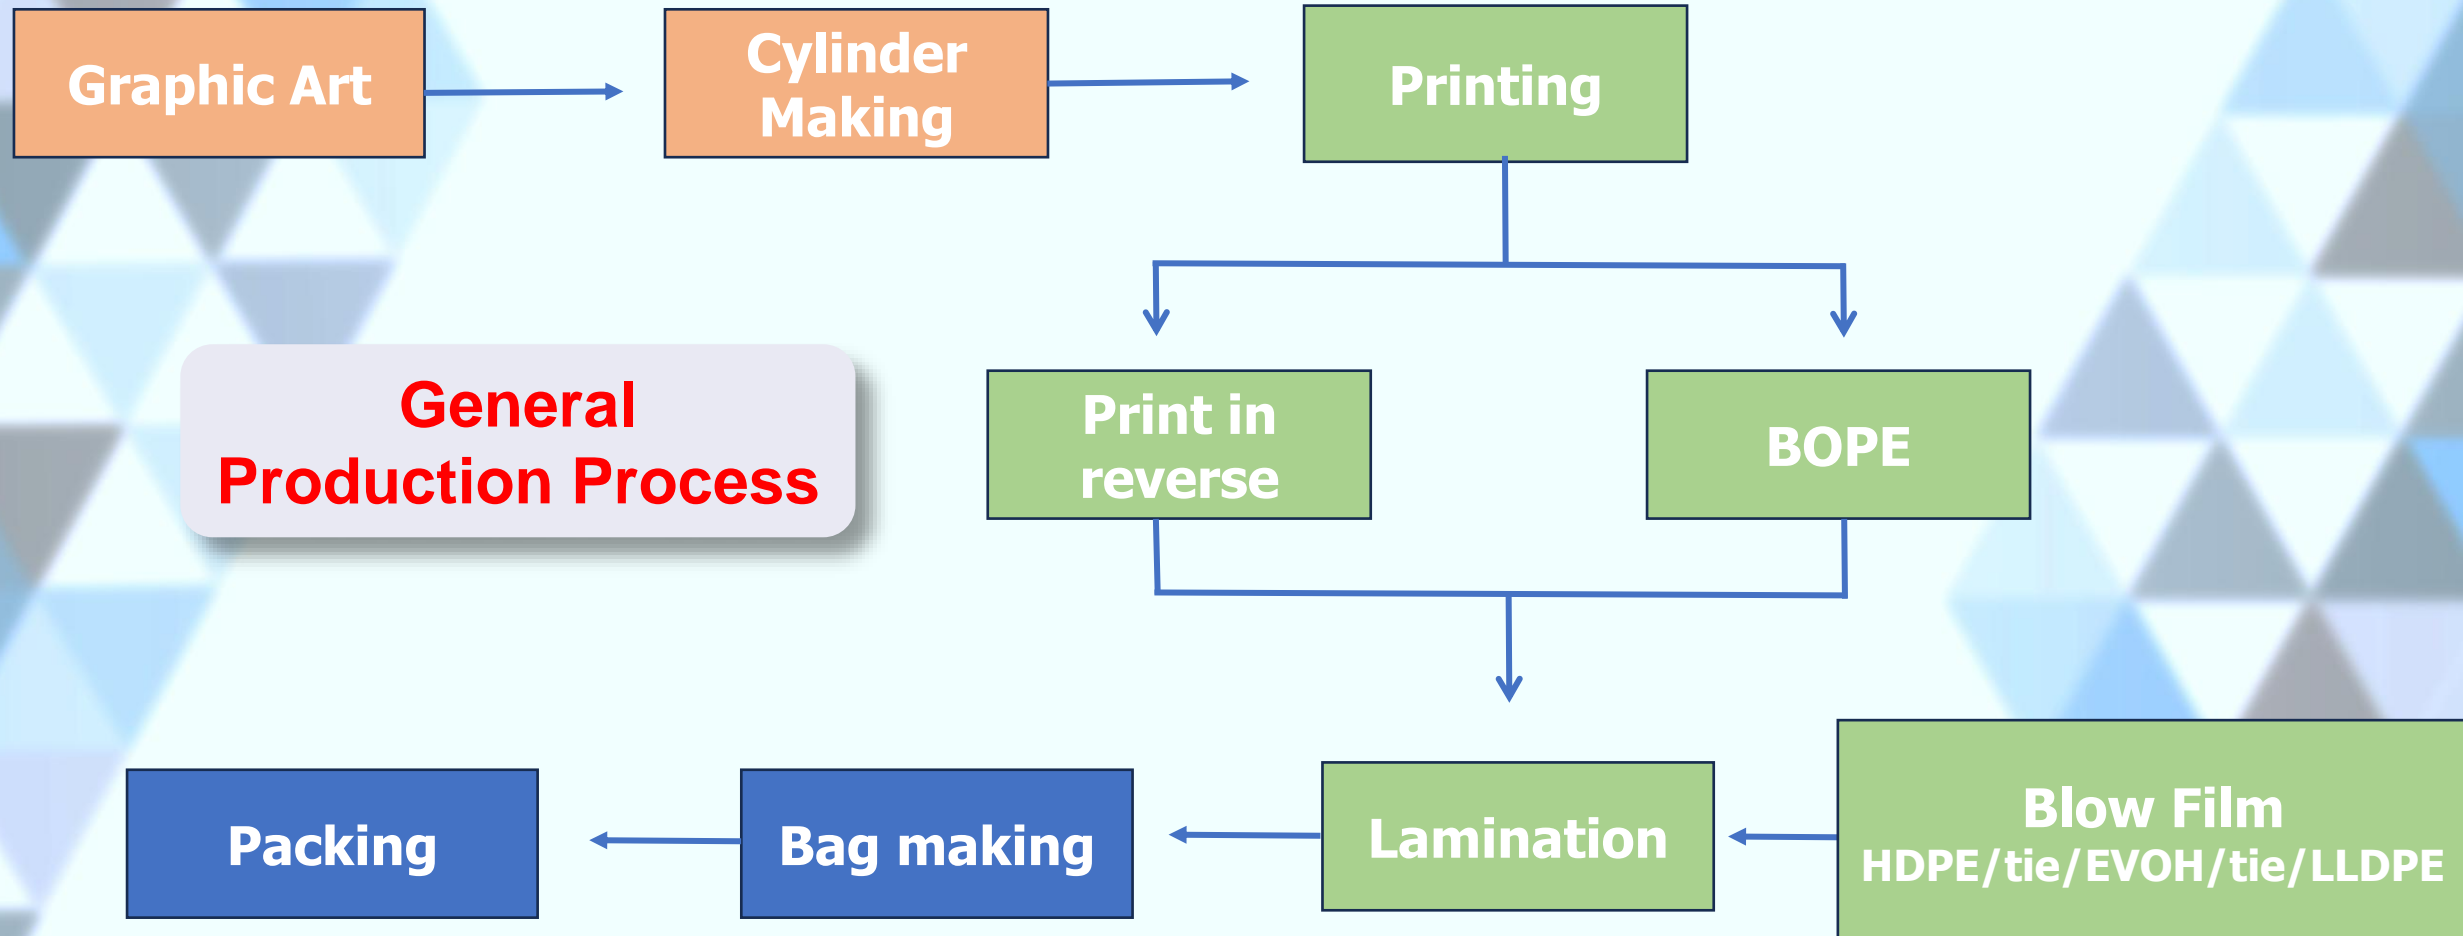 Graphic Art
Cylinder
Making
Printing
General
Production Process
Print in
reverse
BOPE
Packing
Bag making
Lamination
Blow Film
HDPE/tie/EVOH/tie/LLDPE